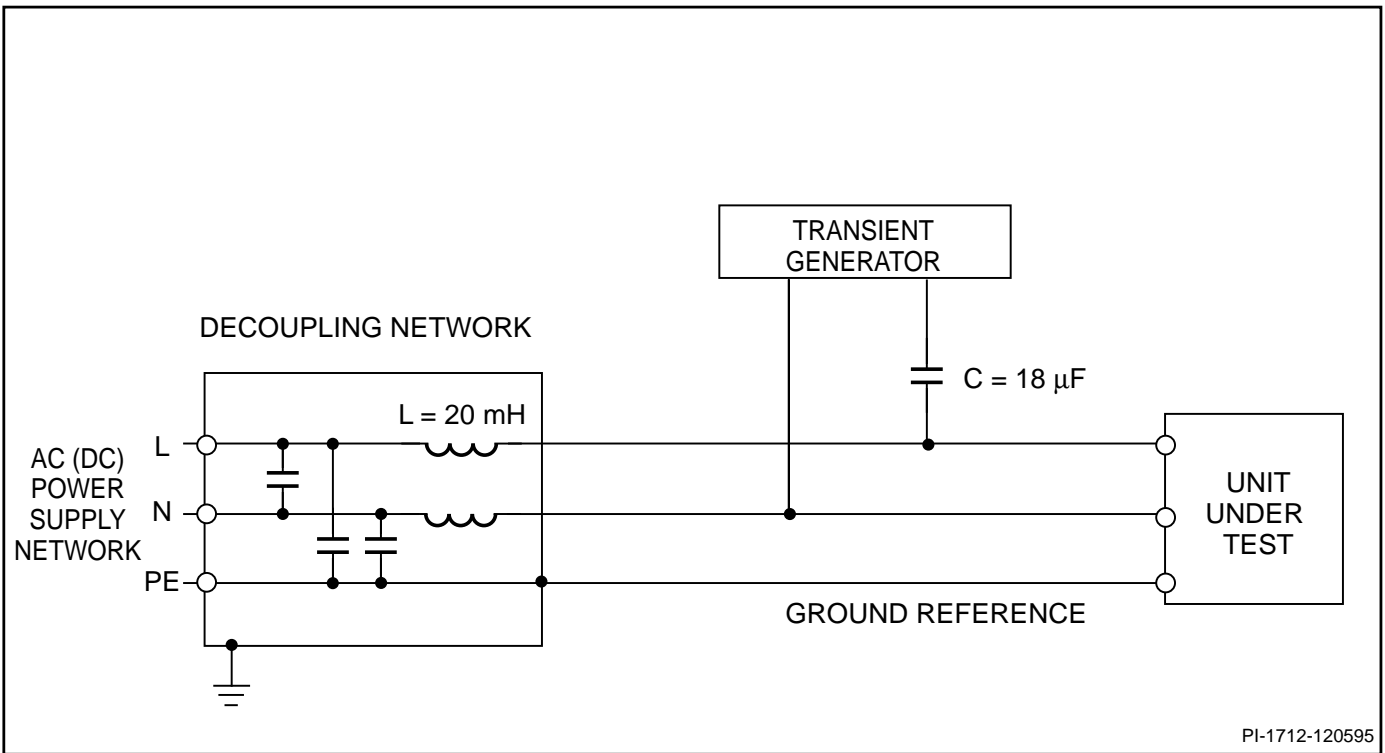 TRANSIENT
GENERATOR
DECOUPLING NETWORK
C = 18 μF
L = 20 mH
AC (DC)
POWER
SUPPLY
NETWORK
L
N
PE
UNIT
UNDER
TEST
GROUND REFERENCE
PI-1712-120595